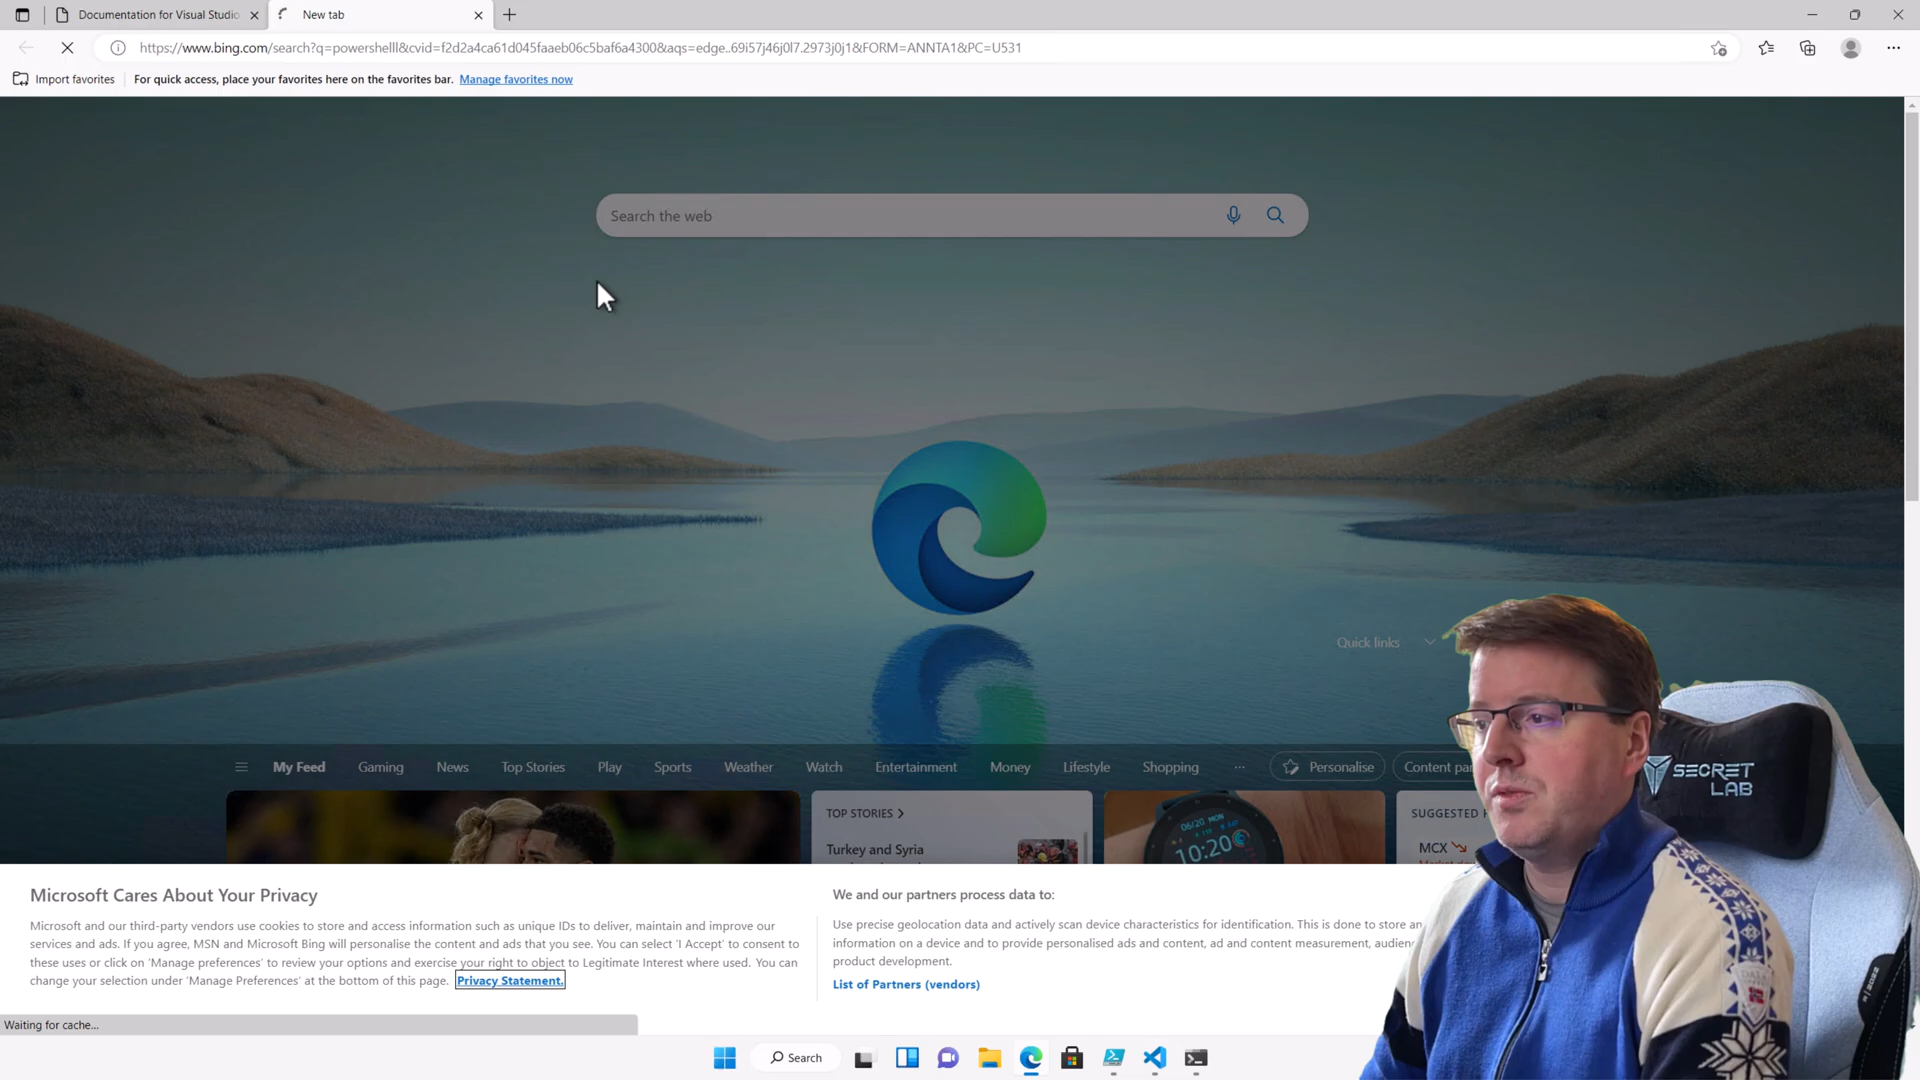 Documentation for Visual Studio
New tab
https://www.bing.com/search?q=powershelll&cvid=f2d2a4ca61d045faaeb06c5baf6a4300&aqs=edge..69i57j46j0l7.2973j0j1&FORM=ANNTA1&PC=U531
Import favorites
For quick access, place your favorites here on the favorites bar. Manage favorites now
Search the web
Quick links
My Feed
Gaming
News
Top Stories
Play
Sports
Weather
Watch
Entertainment
Money
Lifestyle
Shopping
...
Personalise
Content
TOP STORIES
Turkey and Syria
06/20 MON
10:20
SUGGESTED
MCX
SECRET
LAB
Microsoft Cares About Your Privacy
Microsoft and our third-party vendors use cookies to store and access information such as unique IDs to deliver, maintain and improve our
services and ads. If you agree, MSN and Microsoft Bing will personalise the content and ads that you see. You can select 'I Accept' to consent to
these uses or click on 'Manage preferences' to review your options and exercise your right to object to Legitimate Interest where used. You can
change your selection under 'Manage Preferences' at the bottom of this page. Privacy Statement.
We and our partners process data to:
Use precise geolocation data and actively scan device characteristics for identification. This is done to store an
information on a device and to provide personalised ads and content, ad and content measurement, audienc
product development.
List of Partners (vendors)
Waiting for cache...
Search